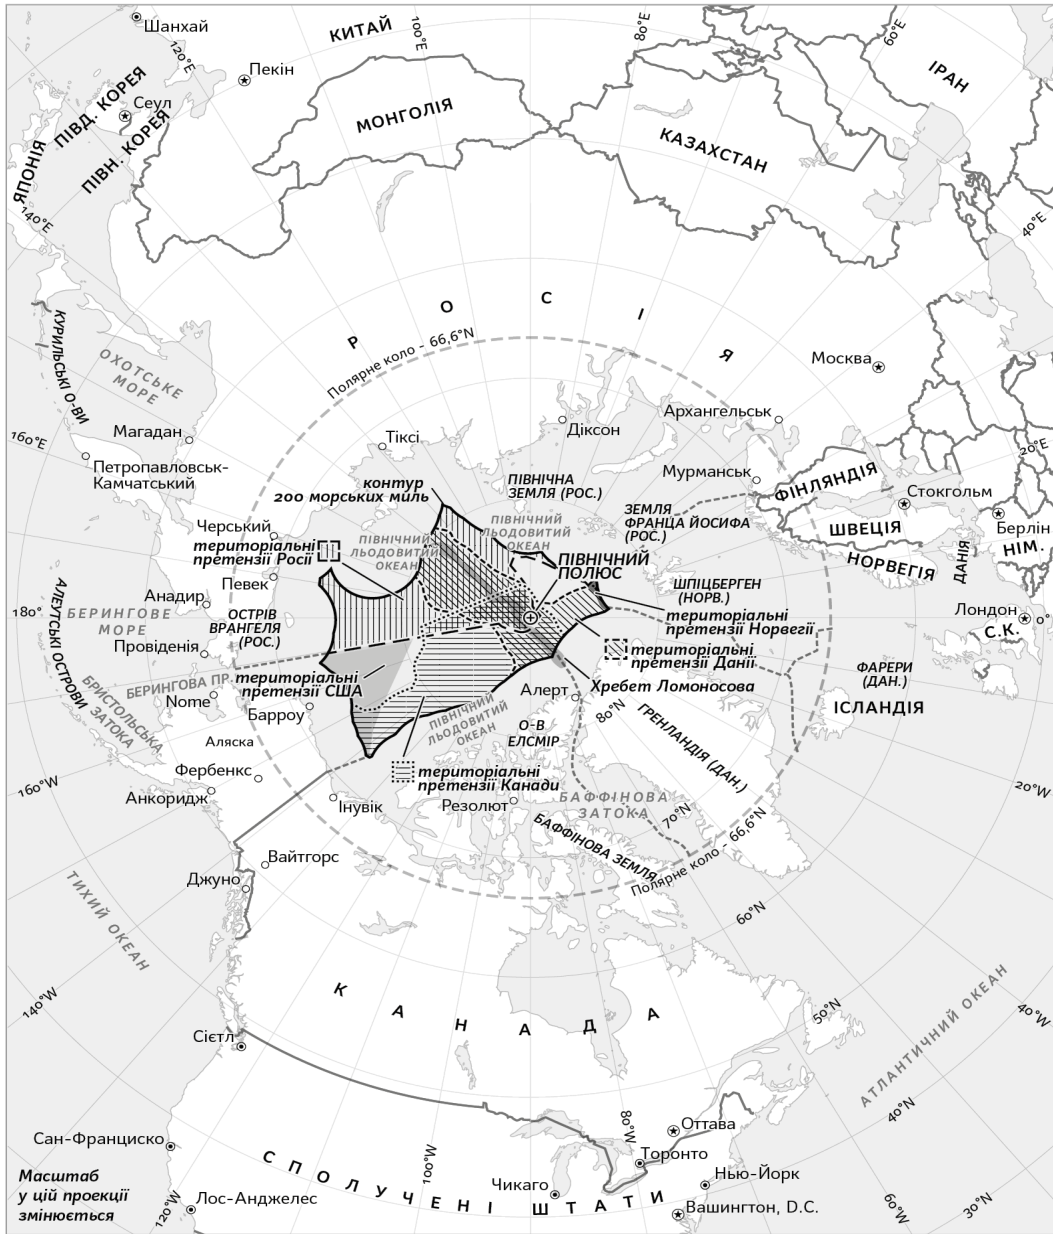 Шанхай
КИТАЙ
100°E
80°E
60°E
120°E
Пекін
ІРАН
ПІВД. КОРЕЯ
Сеул
МОНГОЛІЯ
КАЗАХСТАН
ПІВН. КОРЕЯ
ЯПОНІЯ
140°E
40°E
Р О С І Я
Полярне коло - 66,6°N
КУРИЛЬСЬКІ О-ВИ
ОХОТСЬКЕ
МОРЕ
Москва
160°E
Магадан
Тіксі
Діксон
Архангельськ
20°E
Петропавловськ-
Камчатський
Мурманськ
ФІНЛЯНДІЯ
контур
200 морських миль
ПІВНІЧНА
ЗЕМЛЯ (РОС.)
Стокгольм
ЗЕМЛЯ
ФРАНЦА ЙОСИФА
(РОС.)
ШВЕЦІЯ
Берлін
Черський
ПІВНІЧНИЙ
ЛЬОДОВИТИЙ
ОКЕАН
ПІВНІЧНИЙ
ЛЬОДОВИТИЙ
ОКЕАН
НОРВЕГІЯ
ДАНІЯ
НІМ.
територіальні
претензії Росії
ПІВНІЧНИЙ
ПОЛЮС
Певек
ШПІЦБЕРГЕН
(НОРВ.)
Анадир
180°
АЛЕУТСЬКІ ОСТРОВИ
БЕРИНГОВЕ
МОРЕ
ОСТРІВ
ВРАНГЕЛЯ
(РОС.)
територіальні
претензії Норвегії
Лондон
0°
С.К.
Провіденія
територіальні
претензії Данії
БЕРИНГОВА ПР.
територіальні
претензії США
ФАРЕРИ
(ДАН.)
Хребет Ломоносова
Алерт
БРИСТОЛЬСЬКА
ЗАТОКА
Nome
Барроу
80°N
ГРЕНЛАНДІЯ (ДАН.)
ІСЛАНДІЯ
ПІВНІЧНИЙ
ЛЬОДОВИТИЙ
ОКЕАН
О-В
ЕЛСМІР
Аляска
Фербенкс
територіальні
претензії Канади
160°W
20°W
Анкоридж
Інувік
Резолют
БАФФІНОВА
ЗАТОКА
70°N
БАФФІНОВА ЗЕМЛЯ
Полярне коло - 66,6°N
Вайтгорс
Джуно
ТИХИЙ ОКЕАН
60°N
140°W
К А Н А Д А
50°N
40°W
АТЛАНТИЧНИЙ ОКЕАН
Сієтл
40°N
Сан-Франциско
80°W
Оттава
100°W
Торонто
С П О Л У Ч Е Н І Ш Т А Т И
Чикаго
Нью-Йорк
Масштаб
у цій проекції
змінюється
120°W
Лос-Анджелес
Вашингтон, D.C.
60°W
30°N